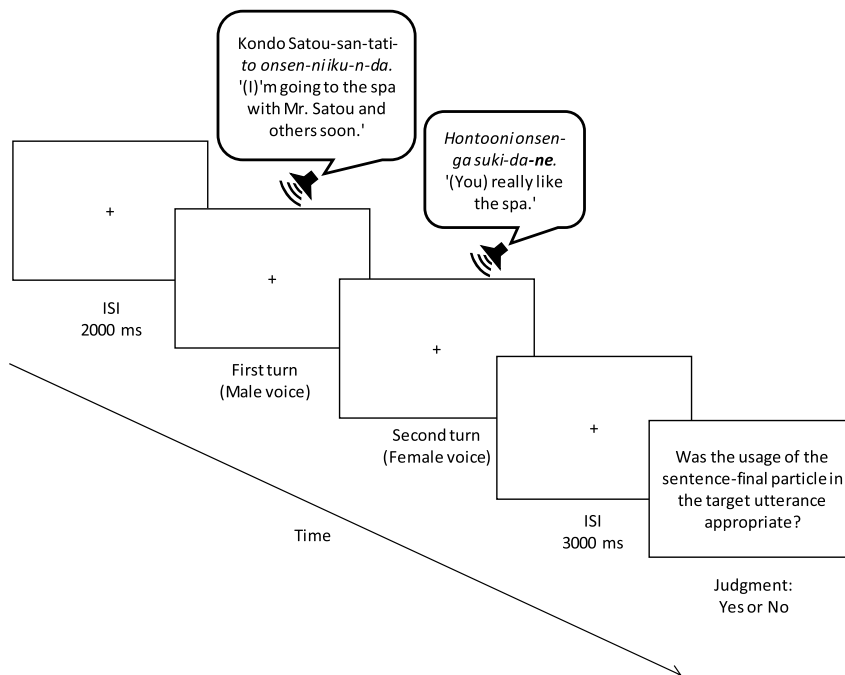 Kondo Satou-san-tati-
to onsen-ni iku-n-da.
'(I)'m going to the spa
with Mr. Satou and
others soon.'
Hontooni onsen-
ga suki-da-ne.
'(You) really like
the spa.'
+
+
+
+
ISI
2000 ms
First turn
(Male voice)
Second turn
(Female voice)
ISI
3000 ms
Was the usage of the
sentence-final particle in
the target utterance
appropriate?
Judgment:
Yes or No
Time